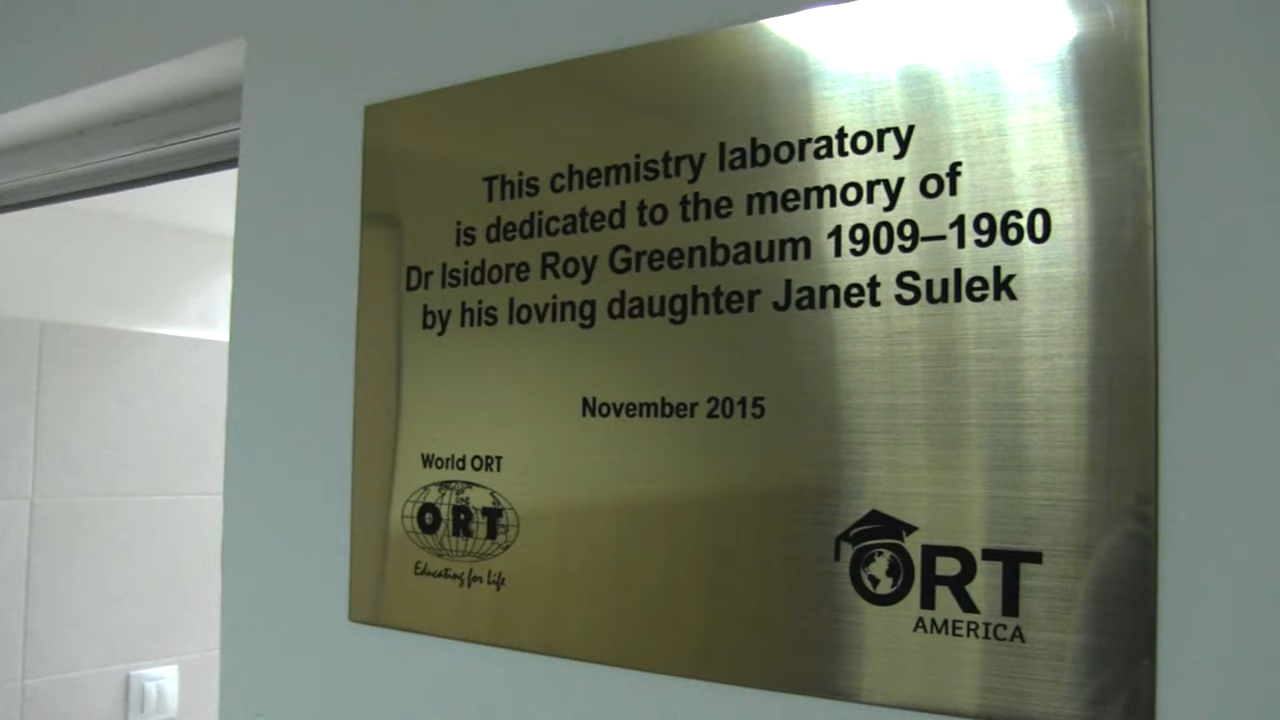 This chemistry laboratory
is dedicated to the memory of
Dr Isidore Roy Greenbaum 1909–1960
by his loving daughter Janet Sulek
November 2015
World ORT
ORT
Educating for Life
ORT
AMERICA